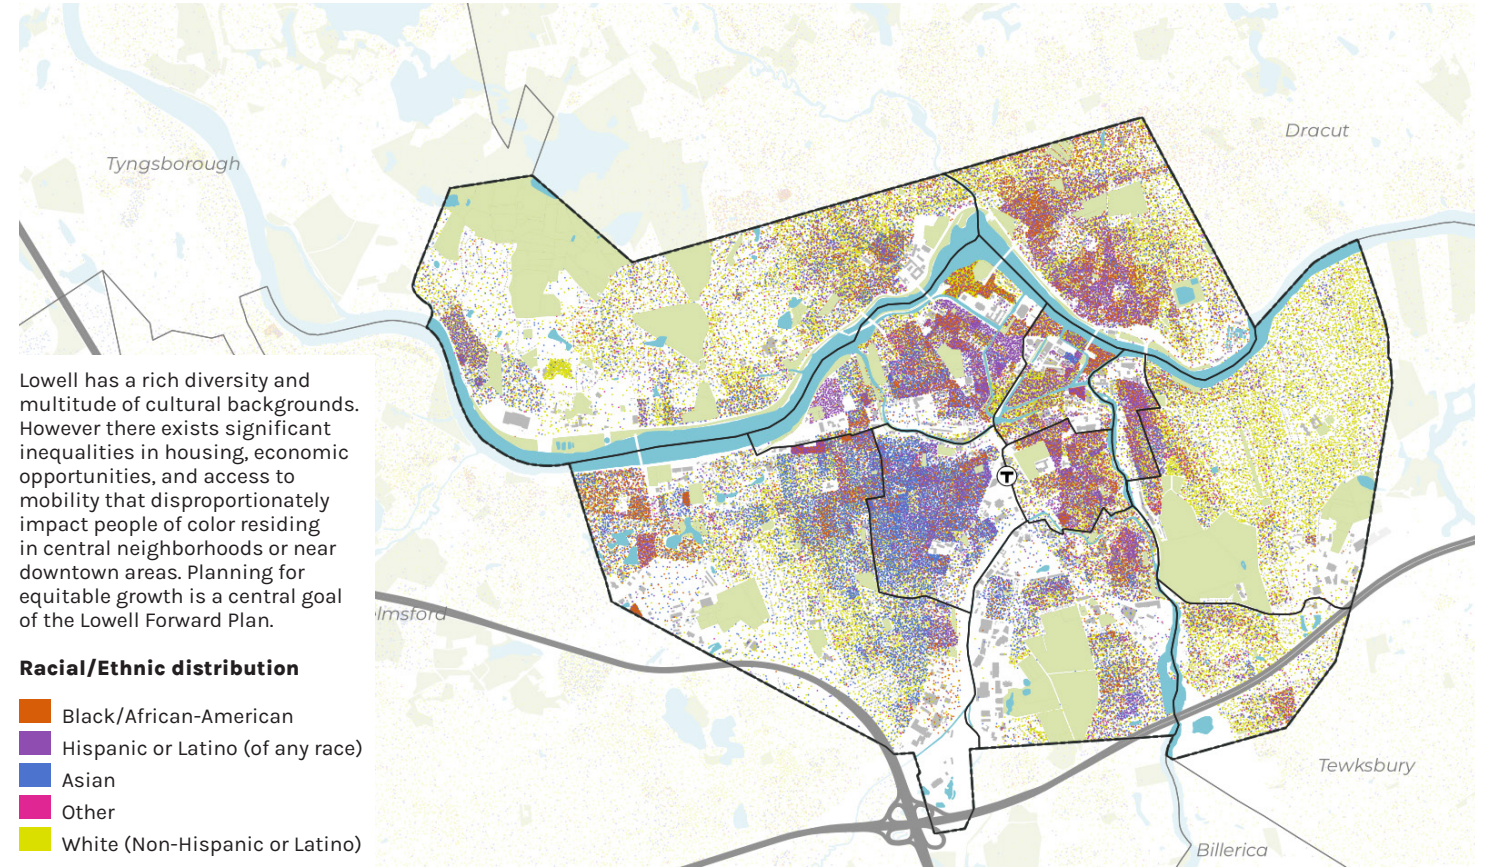 Dracut
Tyngsborough
Lowell has a rich diversity and
multitude of cultural backgrounds.
However there exists significant
inequalities in housing, economic
opportunities, and access to
mobility that disproportionately
impact people of color residing
in central neighborhoods or near
downtown areas. Planning for
equitable growth is a central goal
of the Lowell Forward Plan.
T
elmsford
Racial/Ethnic distribution
Black/African-American
Hispanic or Latino (of any race)
Asian
Other
White (Non-Hispanic or Latino)
Tewksbury
Billerica